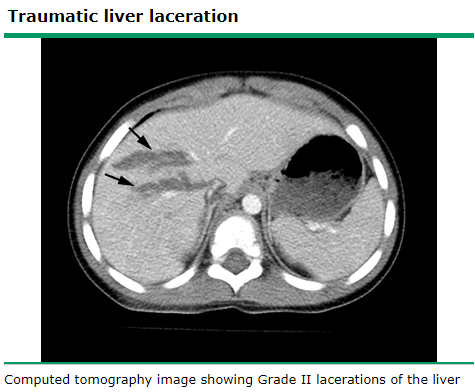 Traumatic liver laceration
Computed tomography image showing Grade II lacerations of the liver